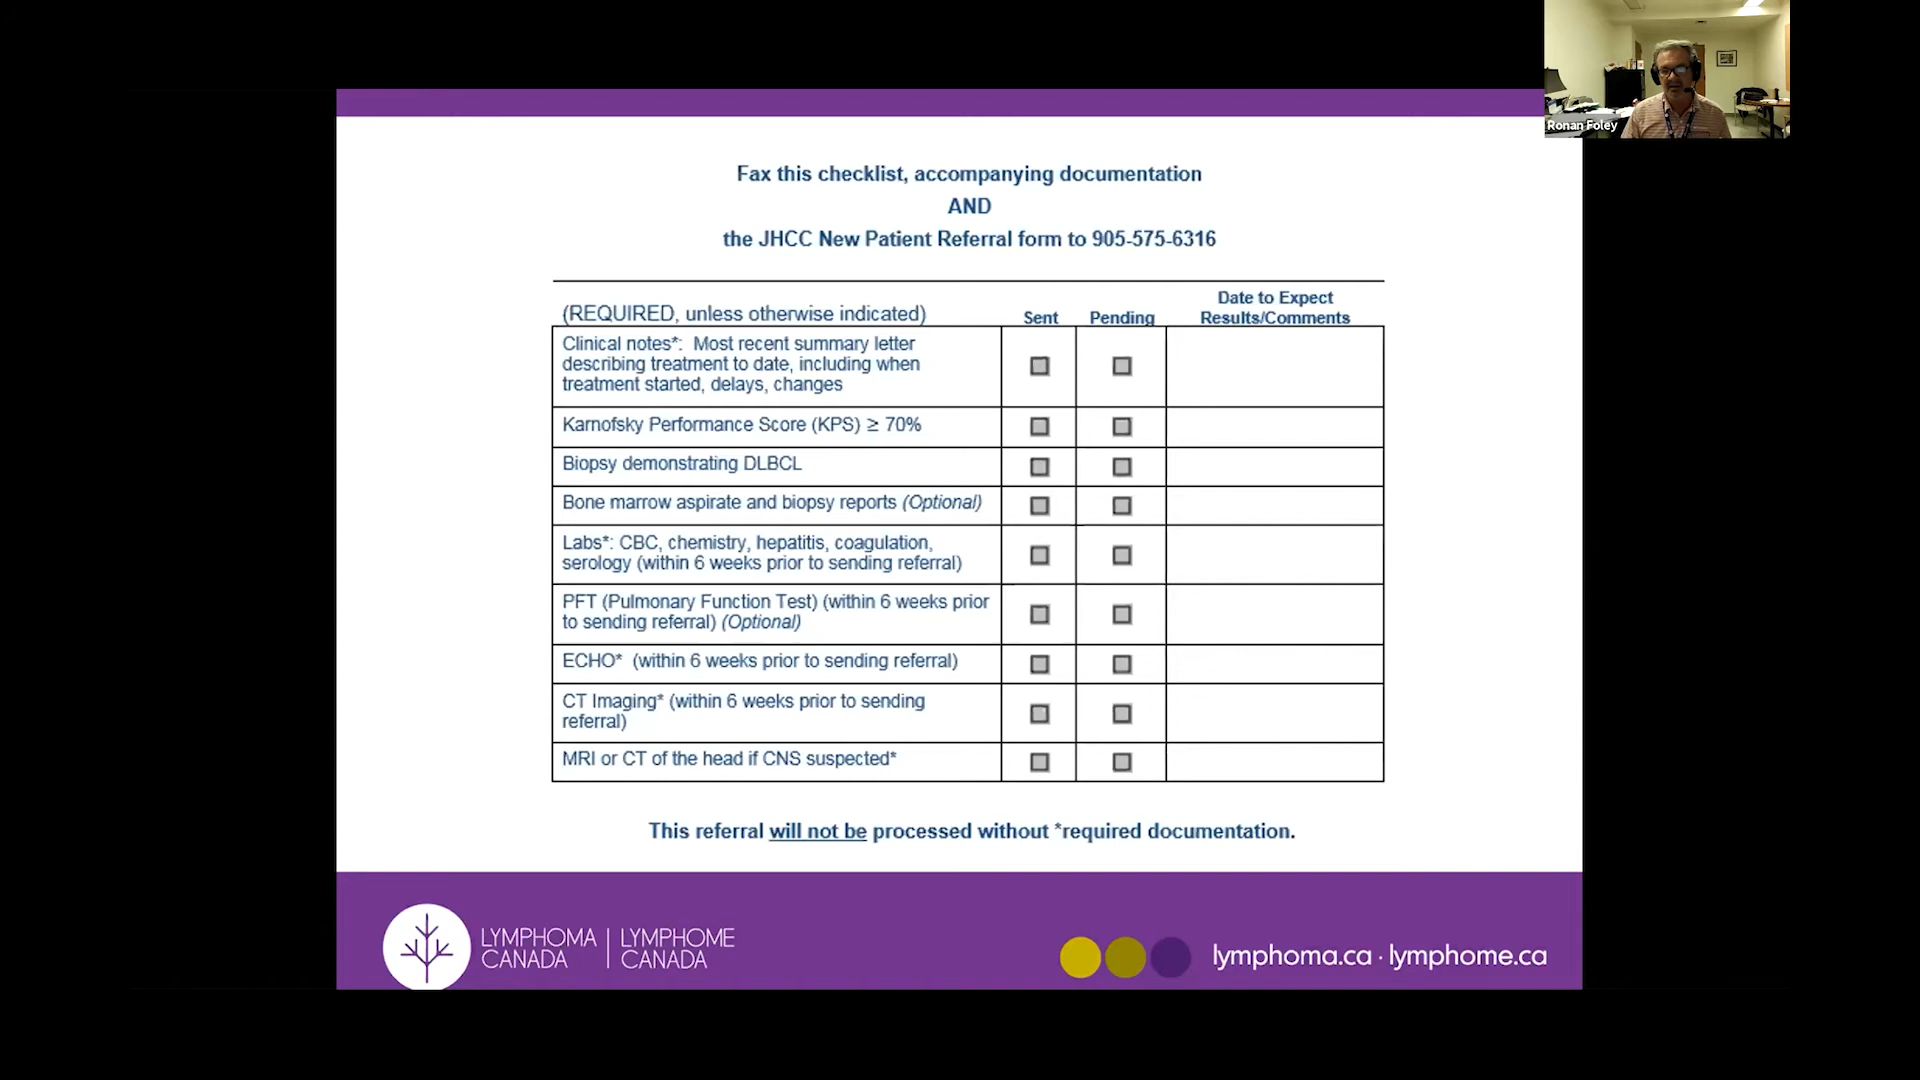 Ronan Foley
Fax this checklist, accompanying documentation
AND
the JHCC New Patient Referral form to 905-575-6316
(REQUIRED, unless otherwise indicated)
Sent
Pending
Date to Expect
Results/Comments
Clinical notes*: Most recent summary letter
describing treatment to date, including when
treatment started, delays, changes
Karnofsky Performance Score (KPS) ≥ 70%
Biopsy demonstrating DLBCL
Bone marrow aspirate and biopsy reports (Optional)
Labs*: CBC, chemistry, hepatitis, coagulation,
serology (within 6 weeks prior to sending referral)
PFT (Pulmonary Function Test) (within 6 weeks prior
to sending referral) (Optional)
ECHO* (within 6 weeks prior to sending referral)
CT Imaging* (within 6 weeks prior to sending
referral)
MRI or CT of the head if CNS suspected*
This referral will not be processed without *required documentation.
LYMPHOMA
CANADA
LYMPHOME
CANADA
lymphoma.ca · lymphome.ca